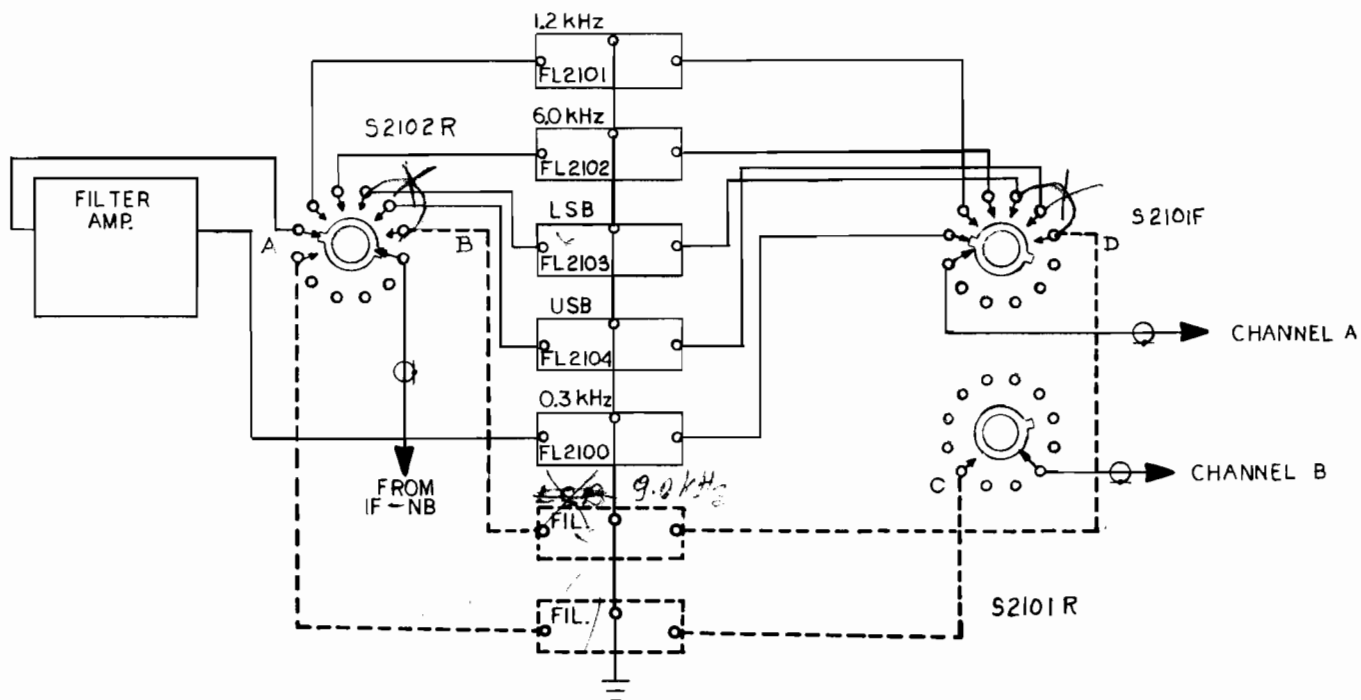 1.2 kHz
FL2101
6.0 kHz
S2102R
FL2102
FILTER
AMP.
LSB
S2101F
A
B
FL2103
D
USB
FL2104
CHANNEL A
0.3 kHz
FL2100
FROM
IF-NB
C
CHANNEL B
9.0 kHz
FIL.
FIL.
S2101R